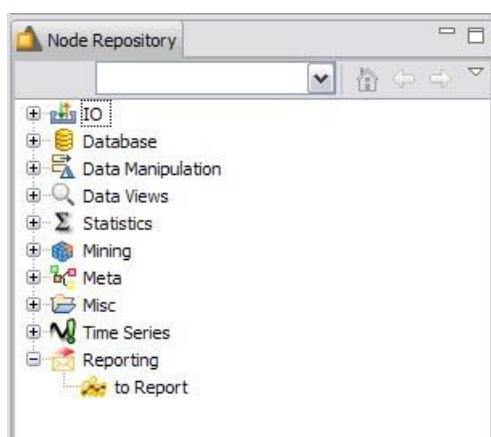 Node Repository
IO
Database
Data Manipulation
Data Views
Statistics
Mining
Meta
Misc
Time Series
Reporting
to Report